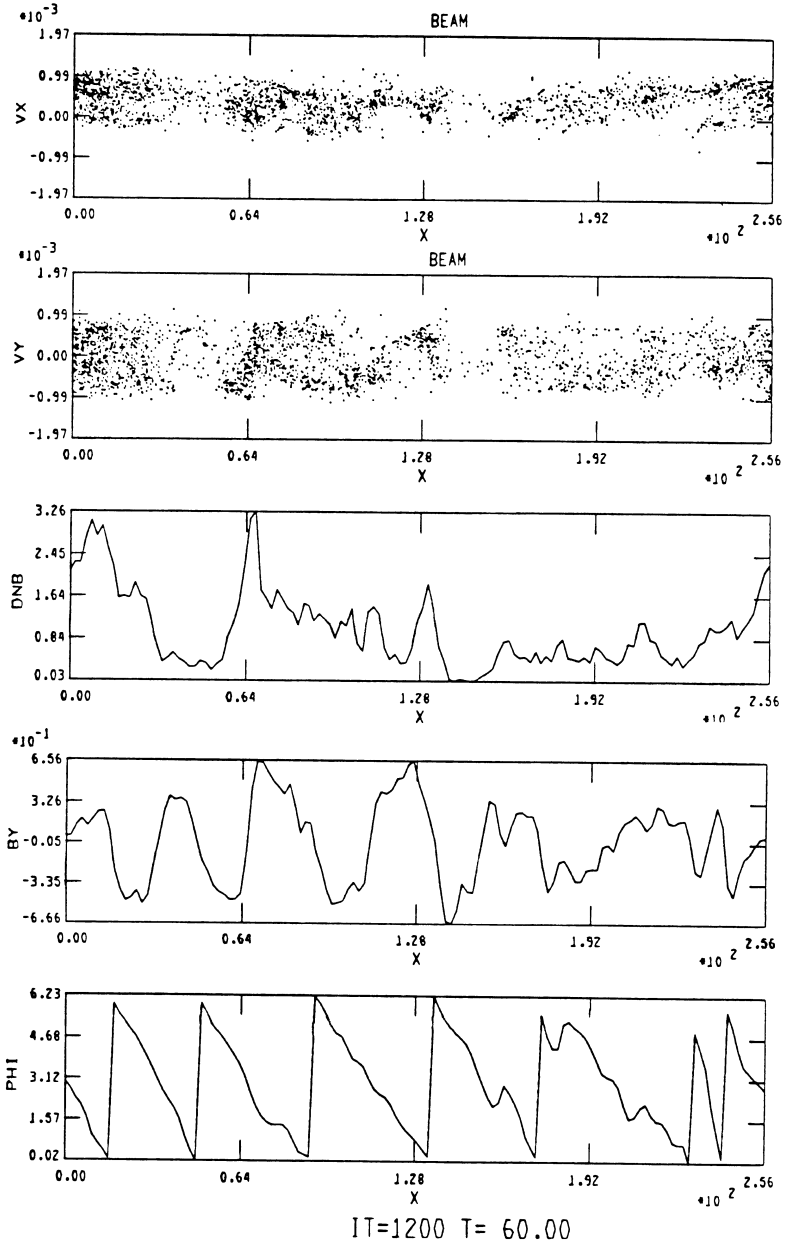 *10 -3
BEAM
1.97
0.99
0.00
-0.99
-1.97
VX
0.00 0.64 1.28 1.92 2.56
X
*10 2
*10 -3
BEAM
1.97
0.99
0.00
-0.99
-1.97
VY
0.00 0.64 1.28 1.92 2.56
X
*10 2
3.26
2.45
1.64
0.84
0.03
DNB
0.00 0.64 1.28 1.92 2.56
X
*10 2
*10 -1
6.56
3.26
-0.05
-3.35
-6.66
BY
0.00 0.64 1.28 1.92 2.56
X
*10 2
6.23
4.68
3.12
1.57
0.02
PHI
0.00 0.64 1.28 1.92 2.56
X
*10 2
IT=1200 T= 60.00